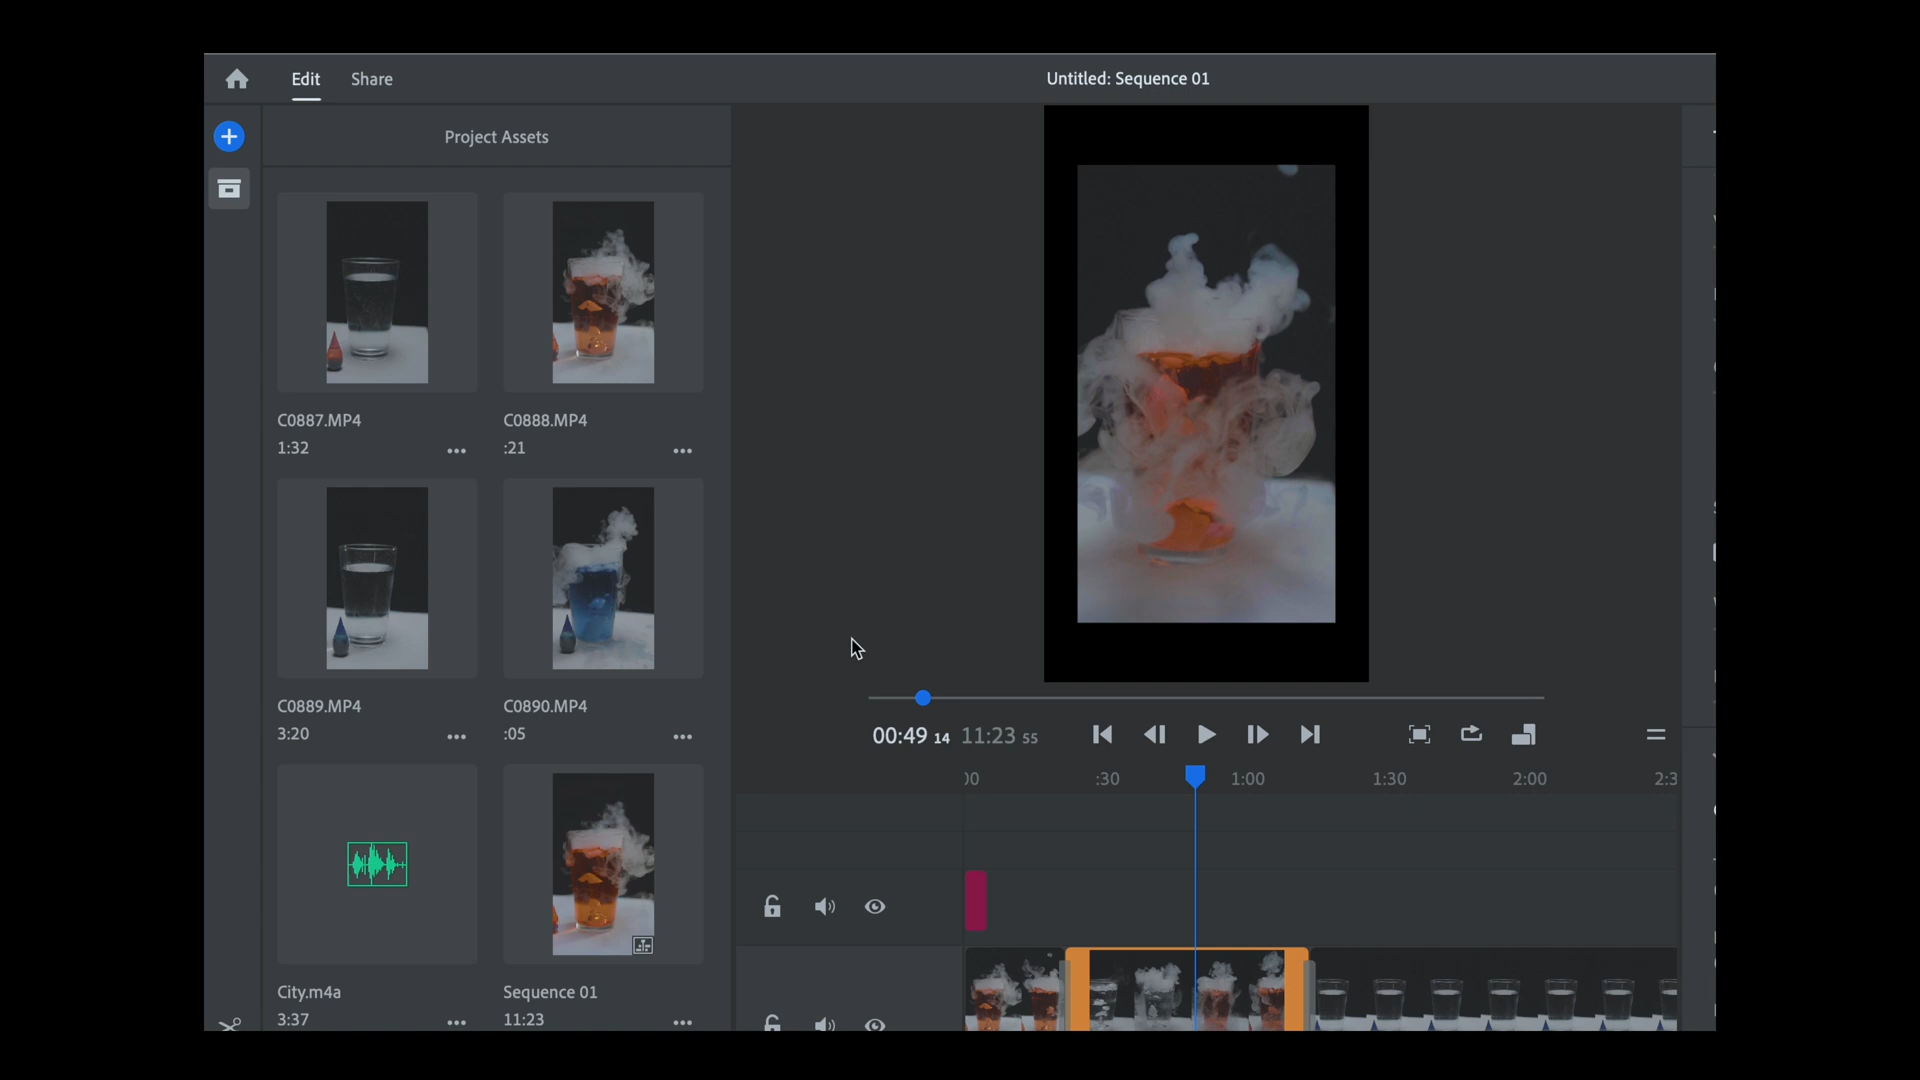 Edit Share
Untitled: Sequence 01
Project Assets
C0887.MP4
1:32
C0888.MP4
:21
C0889.MP4
3:20
C0890.MP4
:05
City.m4a
3:37
Sequence 01
11:23
00:49 14 11:23 55
:30 1:00 1:30 2:00